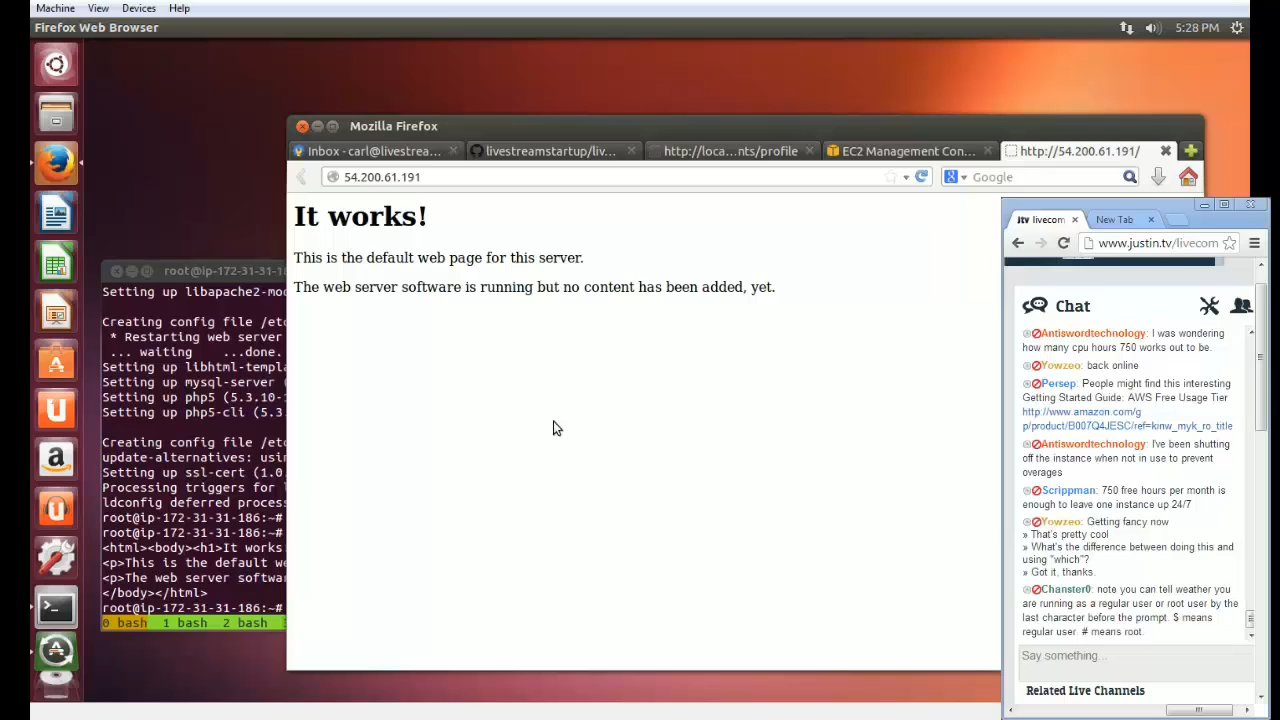 Machine View Devices Help
Firefox Web Browser
5:28 PM
Mozilla Firefox
Inbox - carl@livestrea...
livestreamstartup/liv...
http://loca...nts/profile
EC2 Management Con...
http://54.200.61.191/
54.200.61.191
Google
It works!
This is the default web page for this server.
The web server software is running but no content has been added, yet.
root@ip-172-31-31-1
Setting up libapache2-mo
Creating config file /etc
* Restarting web server
... waiting ...done.
Setting up libhtml-templa
Setting up mysql-server (
Setting up php5 (5.3.10-1
Setting up php5-cli (5.3.
Creating config file /etc
update-alternatives: usin
Setting up ssl-cert (1.0.
Processing triggers for l
ldconfig deferred process
root@ip-172-31-31-186:~#
root@ip-172-31-31-186:~#
<html><body><h1>It works
<p>This is the default we
<p>The web server softwar
</body></html>
root@ip-172-31-31-186:~#
0 bash 1 bash 2 bash
jtv livecom
New Tab
www.justin.tv/livecom
Chat
Antiswordtechnology: I was wondering
how many cpu hours 750 works out to be.
Yowzeo: back online
Persep: People might find this interesting
Getting Started Guide: AWS Free Usage Tier
http://www.amazon.com/g
p/product/B007Q4JESC/ref=kinw_myk_ro_title
Antiswordtechnology: I've been shutting
off the instance when not in use to prevent
overages
Scrippman: 750 free hours per month is
enough to leave one instance up 24/7
Yowzeo: Getting fancy now
» That's pretty cool
» What's the difference between doing this and
using "which"?
» Got it, thanks.
Chanster0: note you can tell weather you
are running as a regular user or root user by the
last character before the prompt. $ means
regular user # means root.
Say something...
Related Live Channels